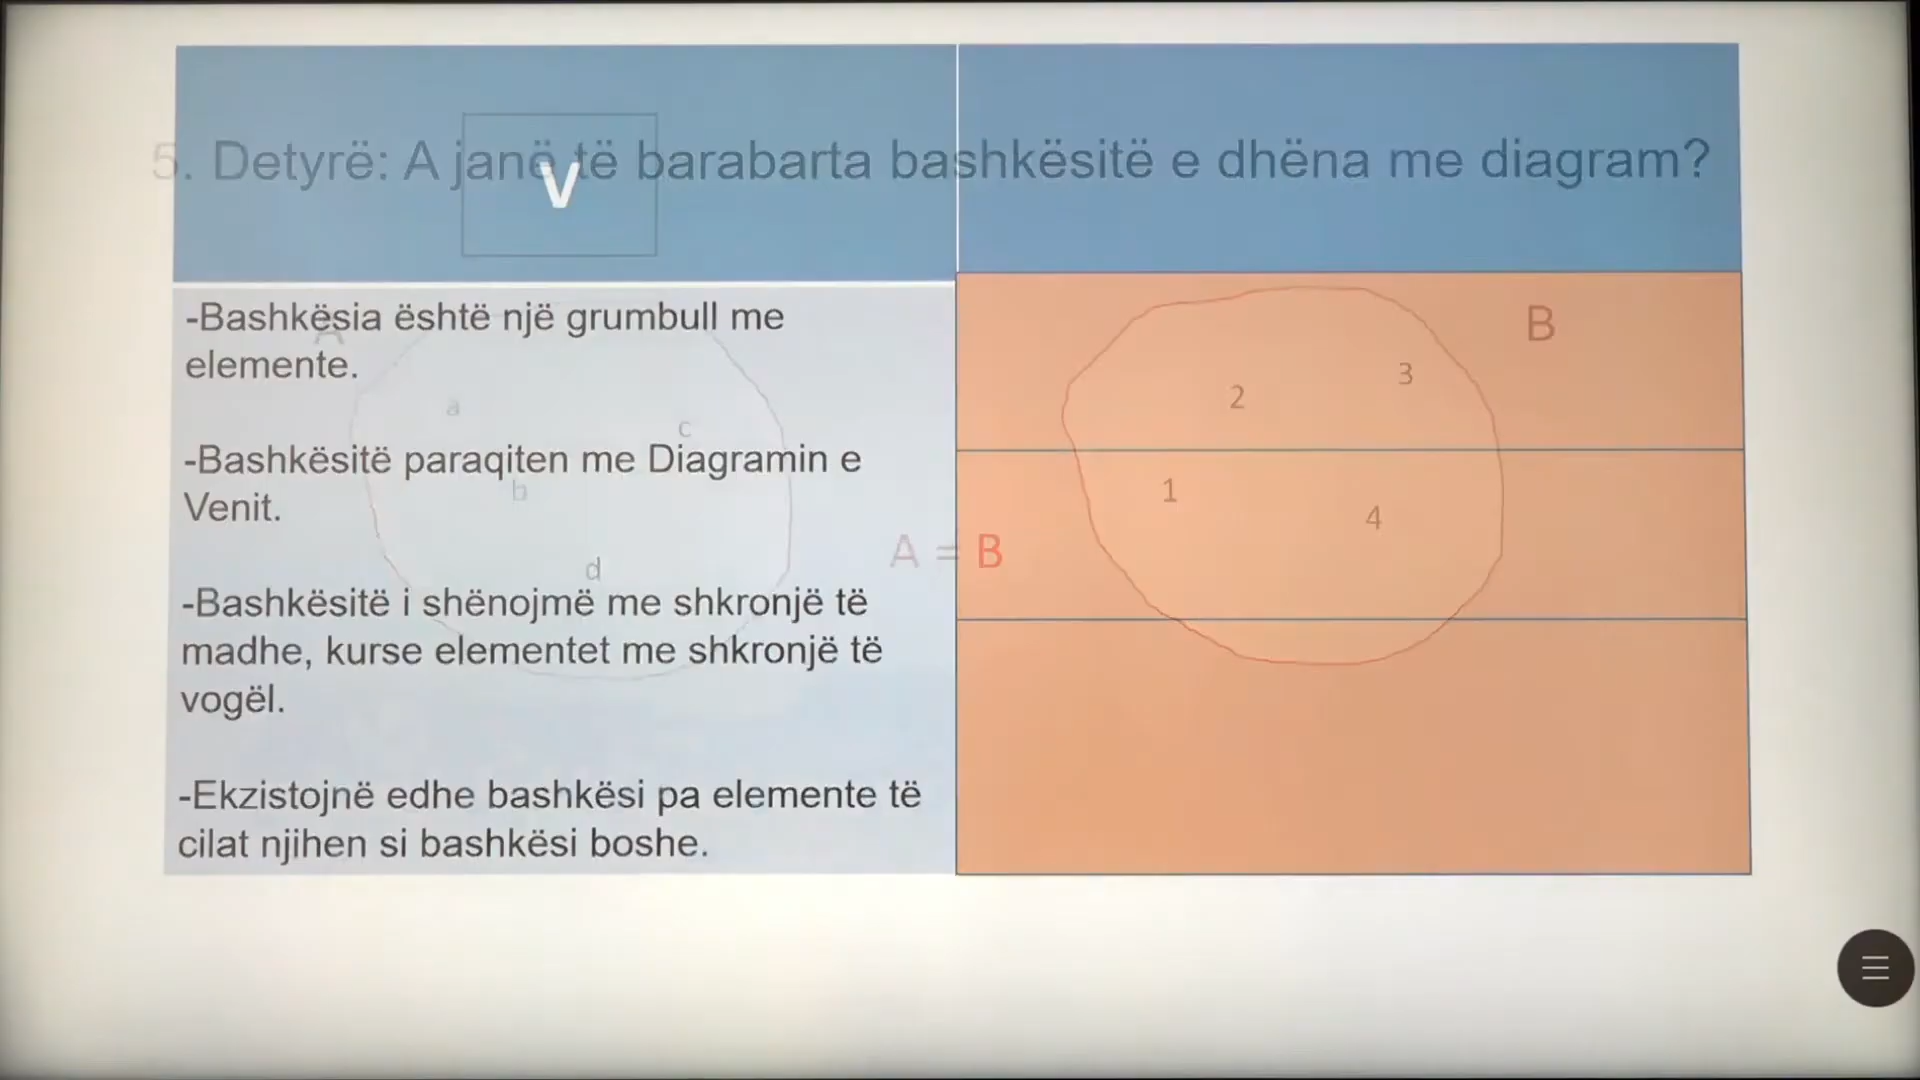 5. Detyrë: A janë të barabarta bashkësitë e dhëna me diagram?
V
-Bashkësia është një grumbull me
elemente.
-Bashkësitë paraqiten me Diagramin e
Venit.
-Bashkësitë i shënojmë me shkronjë të
madhe, kurse elementet me shkronjë të
vogël.
-Ekzistojnë edhe bashkësi pa elemente të
cilat njihen si bashkësi boshe.
A
a
c
b
d
A = B
B
2
3
1
4